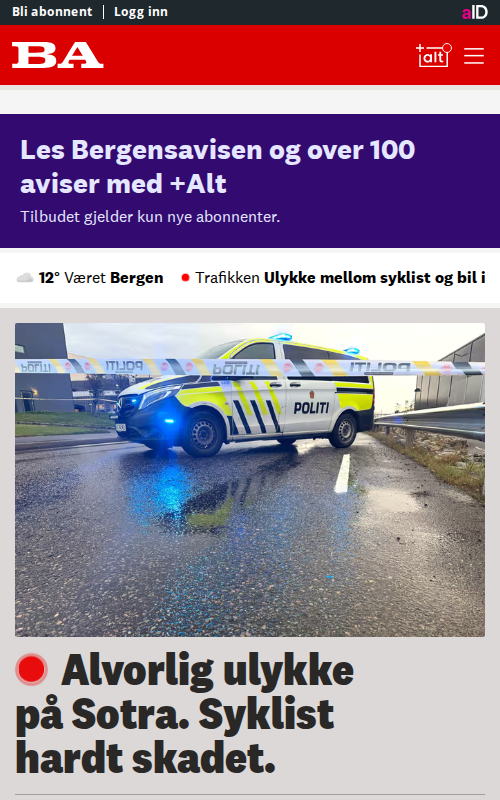 Bli abonnent | Logg inn
aID
BA
+alt
Les Bergensavisen og over 100
aviser med +Alt
Tilbudet gjelder kun nye abonnenter.
12° Været Bergen Trafikken Ulykke mellom syklist og bil i
POLITI POLITI POLITI POLITI
POLITI
Alvorlig ulykke
på Sotra. Syklist
hardt skadet.